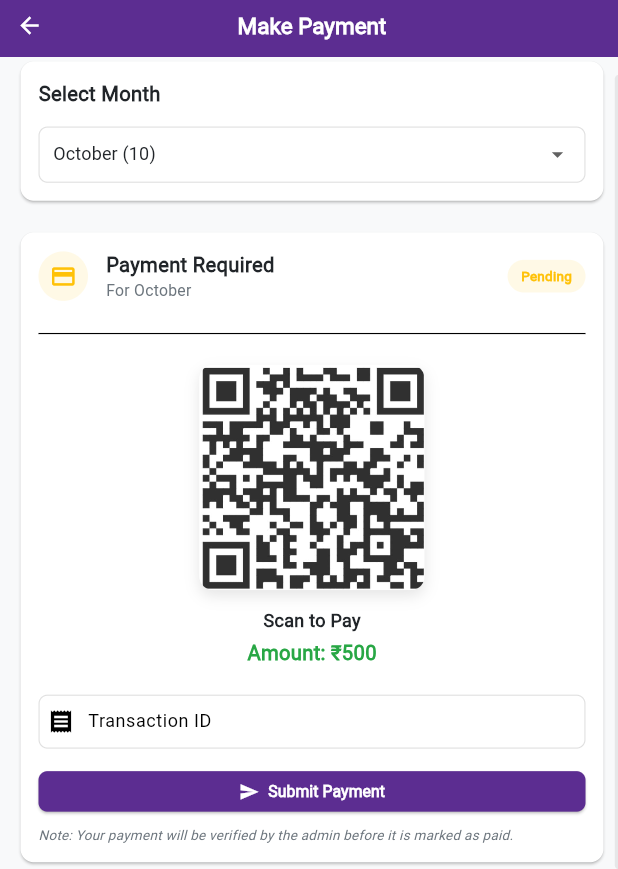 Make Payment
Select Month
October (10)
Payment Required
For October
Pending
Scan to Pay
Amount: ₹500
Transaction ID
Submit Payment
Note: Your payment will be verified by the admin before it is marked as paid.